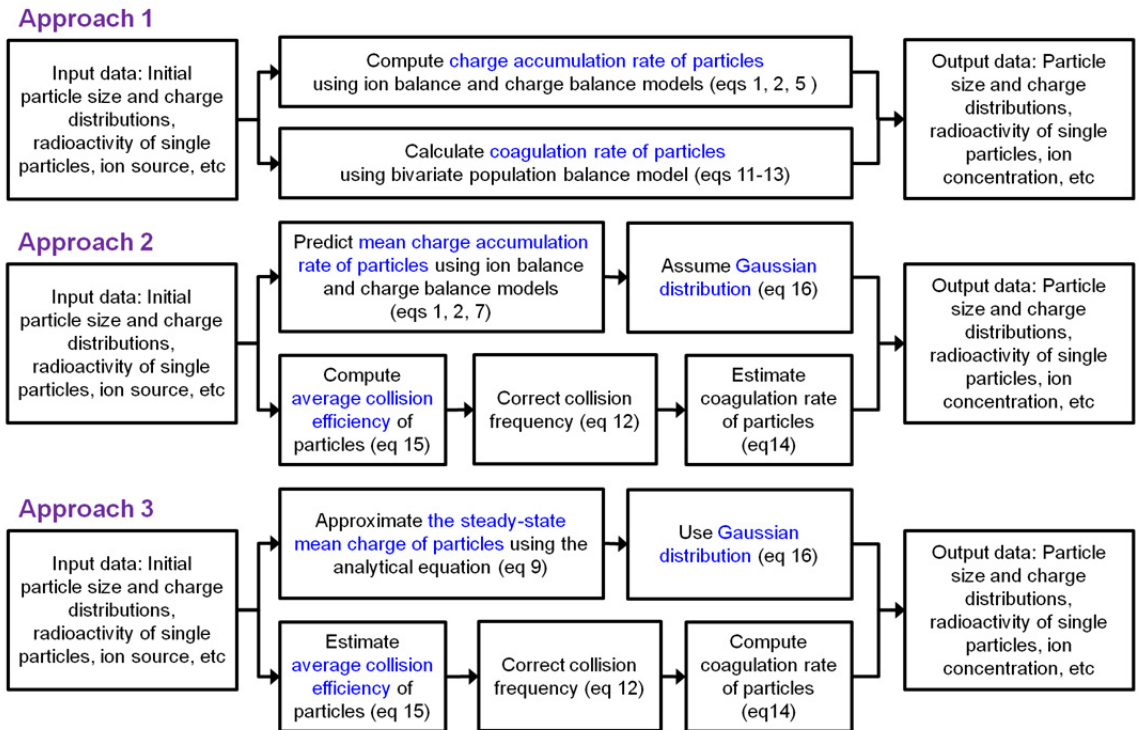 Approach 1
Input data: Initial
particle size and charge
distributions,
radioactivity of single
particles, ion source, etc
Compute charge accumulation rate of particles
using ion balance and charge balance models (eqs 1, 2, 5 )
Calculate coagulation rate of particles
using bivariate population balance model (eqs 11-13)
Output data: Particle
size and charge
distributions,
radioactivity of single
particles, ion
concentration, etc
Approach 2
Input data: Initial
particle size and charge
distributions,
radioactivity of single
particles, ion source, etc
Predict mean charge accumulation
rate of particles using ion balance
and charge balance models
(eqs 1, 2, 7)
Assume Gaussian
distribution (eq 16)
Compute
average collision
efficiency of
particles (eq 15)
Correct collision
frequency (eq 12)
Estimate
coagulation rate
of particles
(eq14)
Output data: Particle
size and charge
distributions,
radioactivity of single
particles, ion
concentration, etc
Approach 3
Input data: Initial
particle size and charge
distributions,
radioactivity of single
particles, ion source, etc
Approximate the steady-state
mean charge of particles using the
analytical equation (eq 9)
Use Gaussian
distribution (eq 16)
Estimate
average collision
efficiency of
particles (eq 15)
Correct collision
frequency (eq 12)
Compute
coagulation rate
of particles
(eq14)
Output data: Particle
size and charge
distributions,
radioactivity of single
particles, ion
concentration, etc